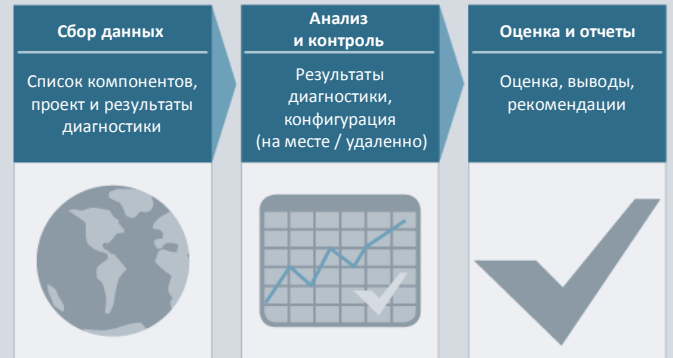 Сбор данных
Список компонентов,
проект и результаты
диагностики
Анализ
и контроль
Результаты
диагностики,
конфигурация
(на месте / удаленно)
Оценка и отчеты
Оценка, выводы,
рекомендации